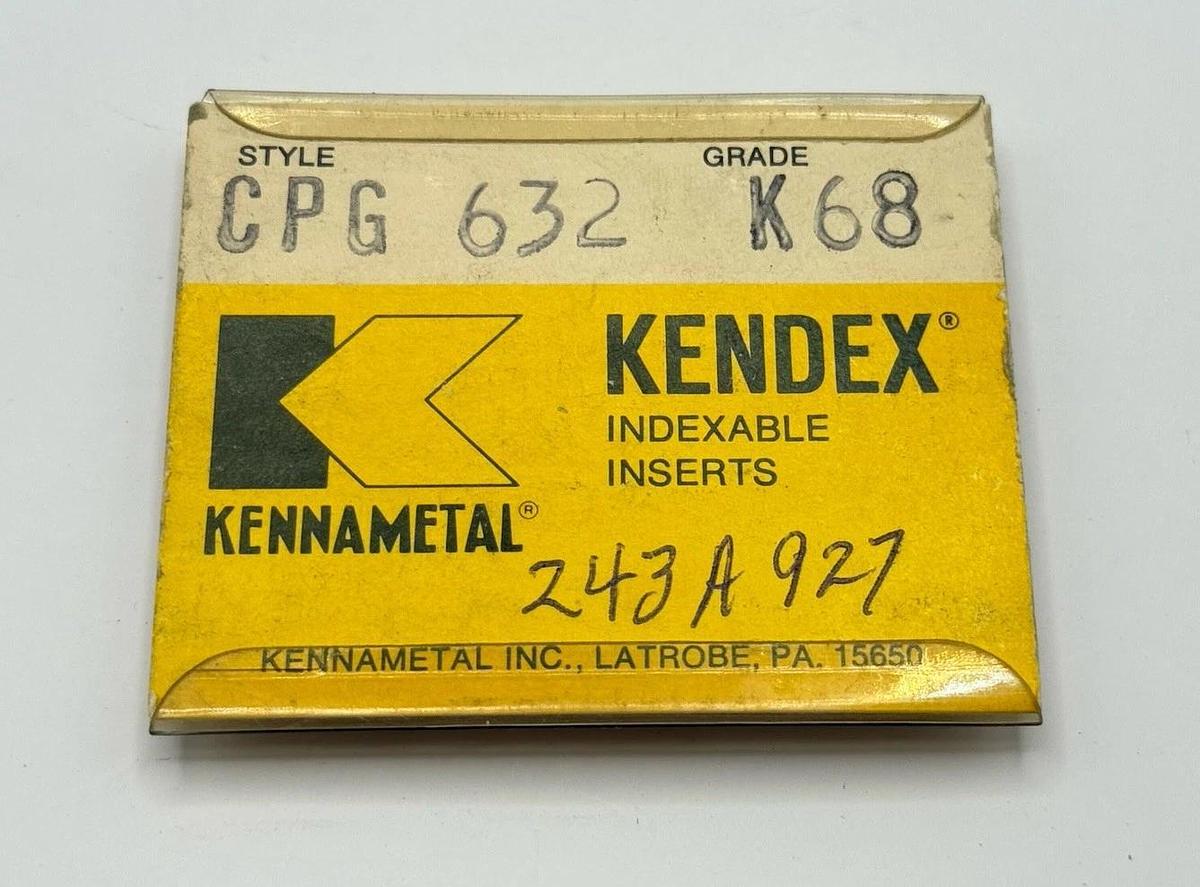 STYLE GRADE
CPG 632 K68
KENDEX®
INDEXABLE
INSERTS
KENNAMETAL®
243A927
KENNAMETAL INC., LATROBE, PA. 15650